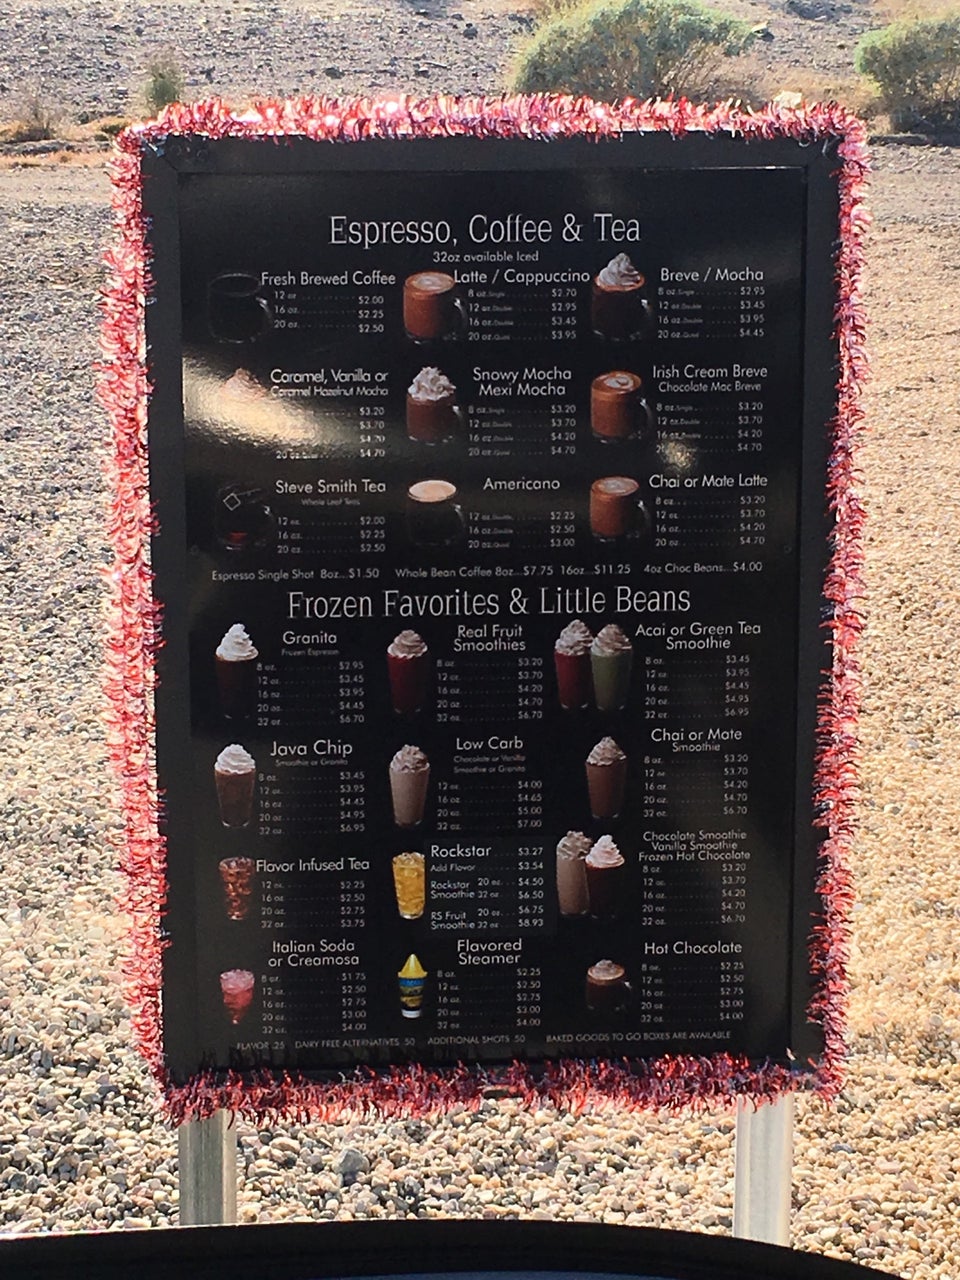 Espresso, Coffee & Tea
32oz available Iced
Fresh Brewed Coffee
12 oz $2.00
16 oz. $2.25
20 oz. $2.50
Latte / Cappuccino
8 oz. Single $2.70
12 oz. Double $2.95
16 oz. Double $3.45
20 oz. Quad $3.95
Breve / Mocha
8 oz. Single $2.95
12 oz. Double $3.45
16 oz. Double $3.95
20 oz. Quad $4.45
Caramel, Vanilla or
Caramel Hazelnut Mocha
$3.20
$3.70
$4.20
20 oz. $4.70
Snowy Mocha
Mexi Mocha
8 oz. Single $3.20
12 oz. Double $3.70
16 oz. Double $4.20
20 oz. Quad $4.70
Irish Cream Breve
Chocolate Mac Breve
8 oz. Single $3.20
12 oz. Double $3.70
16 oz. Double $4.20
$4.70
Steve Smith Tea
Whole Leaf Teas
12 oz. $2.00
16 oz. $2.25
20 oz. $2.50
Americano
12 oz. Double $2.25
16 oz. Double $2.50
20 oz. Quad $3.00
Chai or Mate Latte
8 oz. $3.20
12 oz. $3.70
16 oz. $4.20
20 oz. $4.70
Espresso Single Shot 8oz...$1.50 Whole Bean Coffee 8oz...$7.75 16oz...$11.25 4oz Choc Beans...$4.00
Frozen Favorites & Little Beans
Granita
Frozen Espresso
8 oz. $2.95
12 oz. $3.45
16 oz. $3.95
20 oz. $4.45
32 oz. $6.70
Real Fruit
Smoothies
8 oz. $3.20
12 oz. $3.70
16 oz. $4.20
20 oz. $4.70
32 oz. $6.70
Acai or Green Tea
Smoothie
8 oz. $3.45
12 oz. $3.95
16 oz. $4.45
20 oz. $4.95
32 oz. $6.95
Java Chip
Smoothie or Granita
8 oz. $3.45
12 oz. $3.95
16 oz. $4.45
20 oz. $4.95
32 oz. $6.95
Low Carb
Chocolate or Vanilla
Smoothie or Granita
12 oz. $4.00
16 oz. $4.65
20 oz. $5.00
32 oz. $7.00
Chai or Mate
Smoothie
8 oz. $3.20
12 oz. $3.70
16 oz. $4.20
20 oz. $4.70
32 oz. $6.70
Flavor Infused Tea
12 oz. $2.25
16 oz. $2.50
20 oz. $2.75
32 oz. $3.75
Rockstar $3.27
Add Flavor $3.54
Rockstar 20 oz. $4.50
Smoothie 32 oz. $6.50
RS Fruit 20 oz. $6.75
Smoothie 32 oz. $8.93
Chocolate Smoothie
Vanilla Smoothie
Frozen Hot Chocolate
8 oz. $3.20
12 oz. $3.70
16 oz. $4.20
20 oz. $4.70
32 oz. $6.70
Italian Soda
or Creamosa
8 oz. $1.75
12 oz. $2.50
16 oz. $2.75
20 oz. $3.00
32 oz. $4.00
Flavored
Steamer
8 oz. $2.25
12 oz. $2.50
16 oz. $2.75
20 oz. $3.00
32 oz. $4.00
Hot Chocolate
8 oz. $2.25
12 oz. $2.50
16 oz. $2.75
20 oz. $3.00
32 oz. $4.00
FLAVOR .25 DAIRY FREE ALTERNATIVES .50 ADDITIONAL SHOTS .50 BAKED GOODS TO GO BOXES ARE AVAILABLE